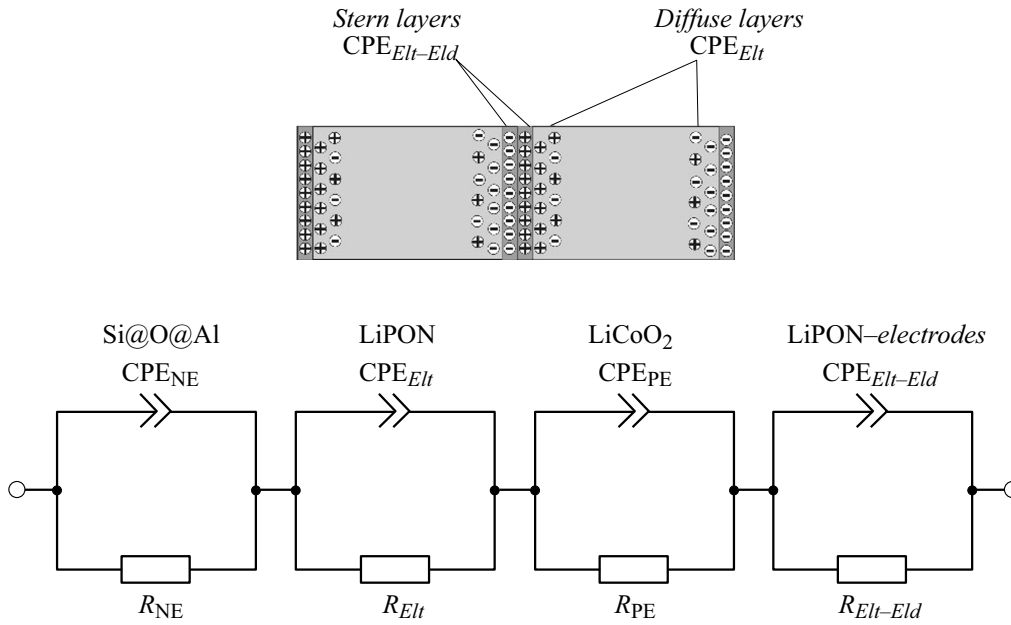 Stern layers
CPE_Elt–Eld
Diffuse layers
CPE_Elt
Si@O@Al
CPE_NE
LiPON
CPE_Elt
LiCoO₂
CPE_PE
LiPON–electrodes
CPE_Elt–Eld
R_NE
R_Elt
R_PE
R_Elt–Eld